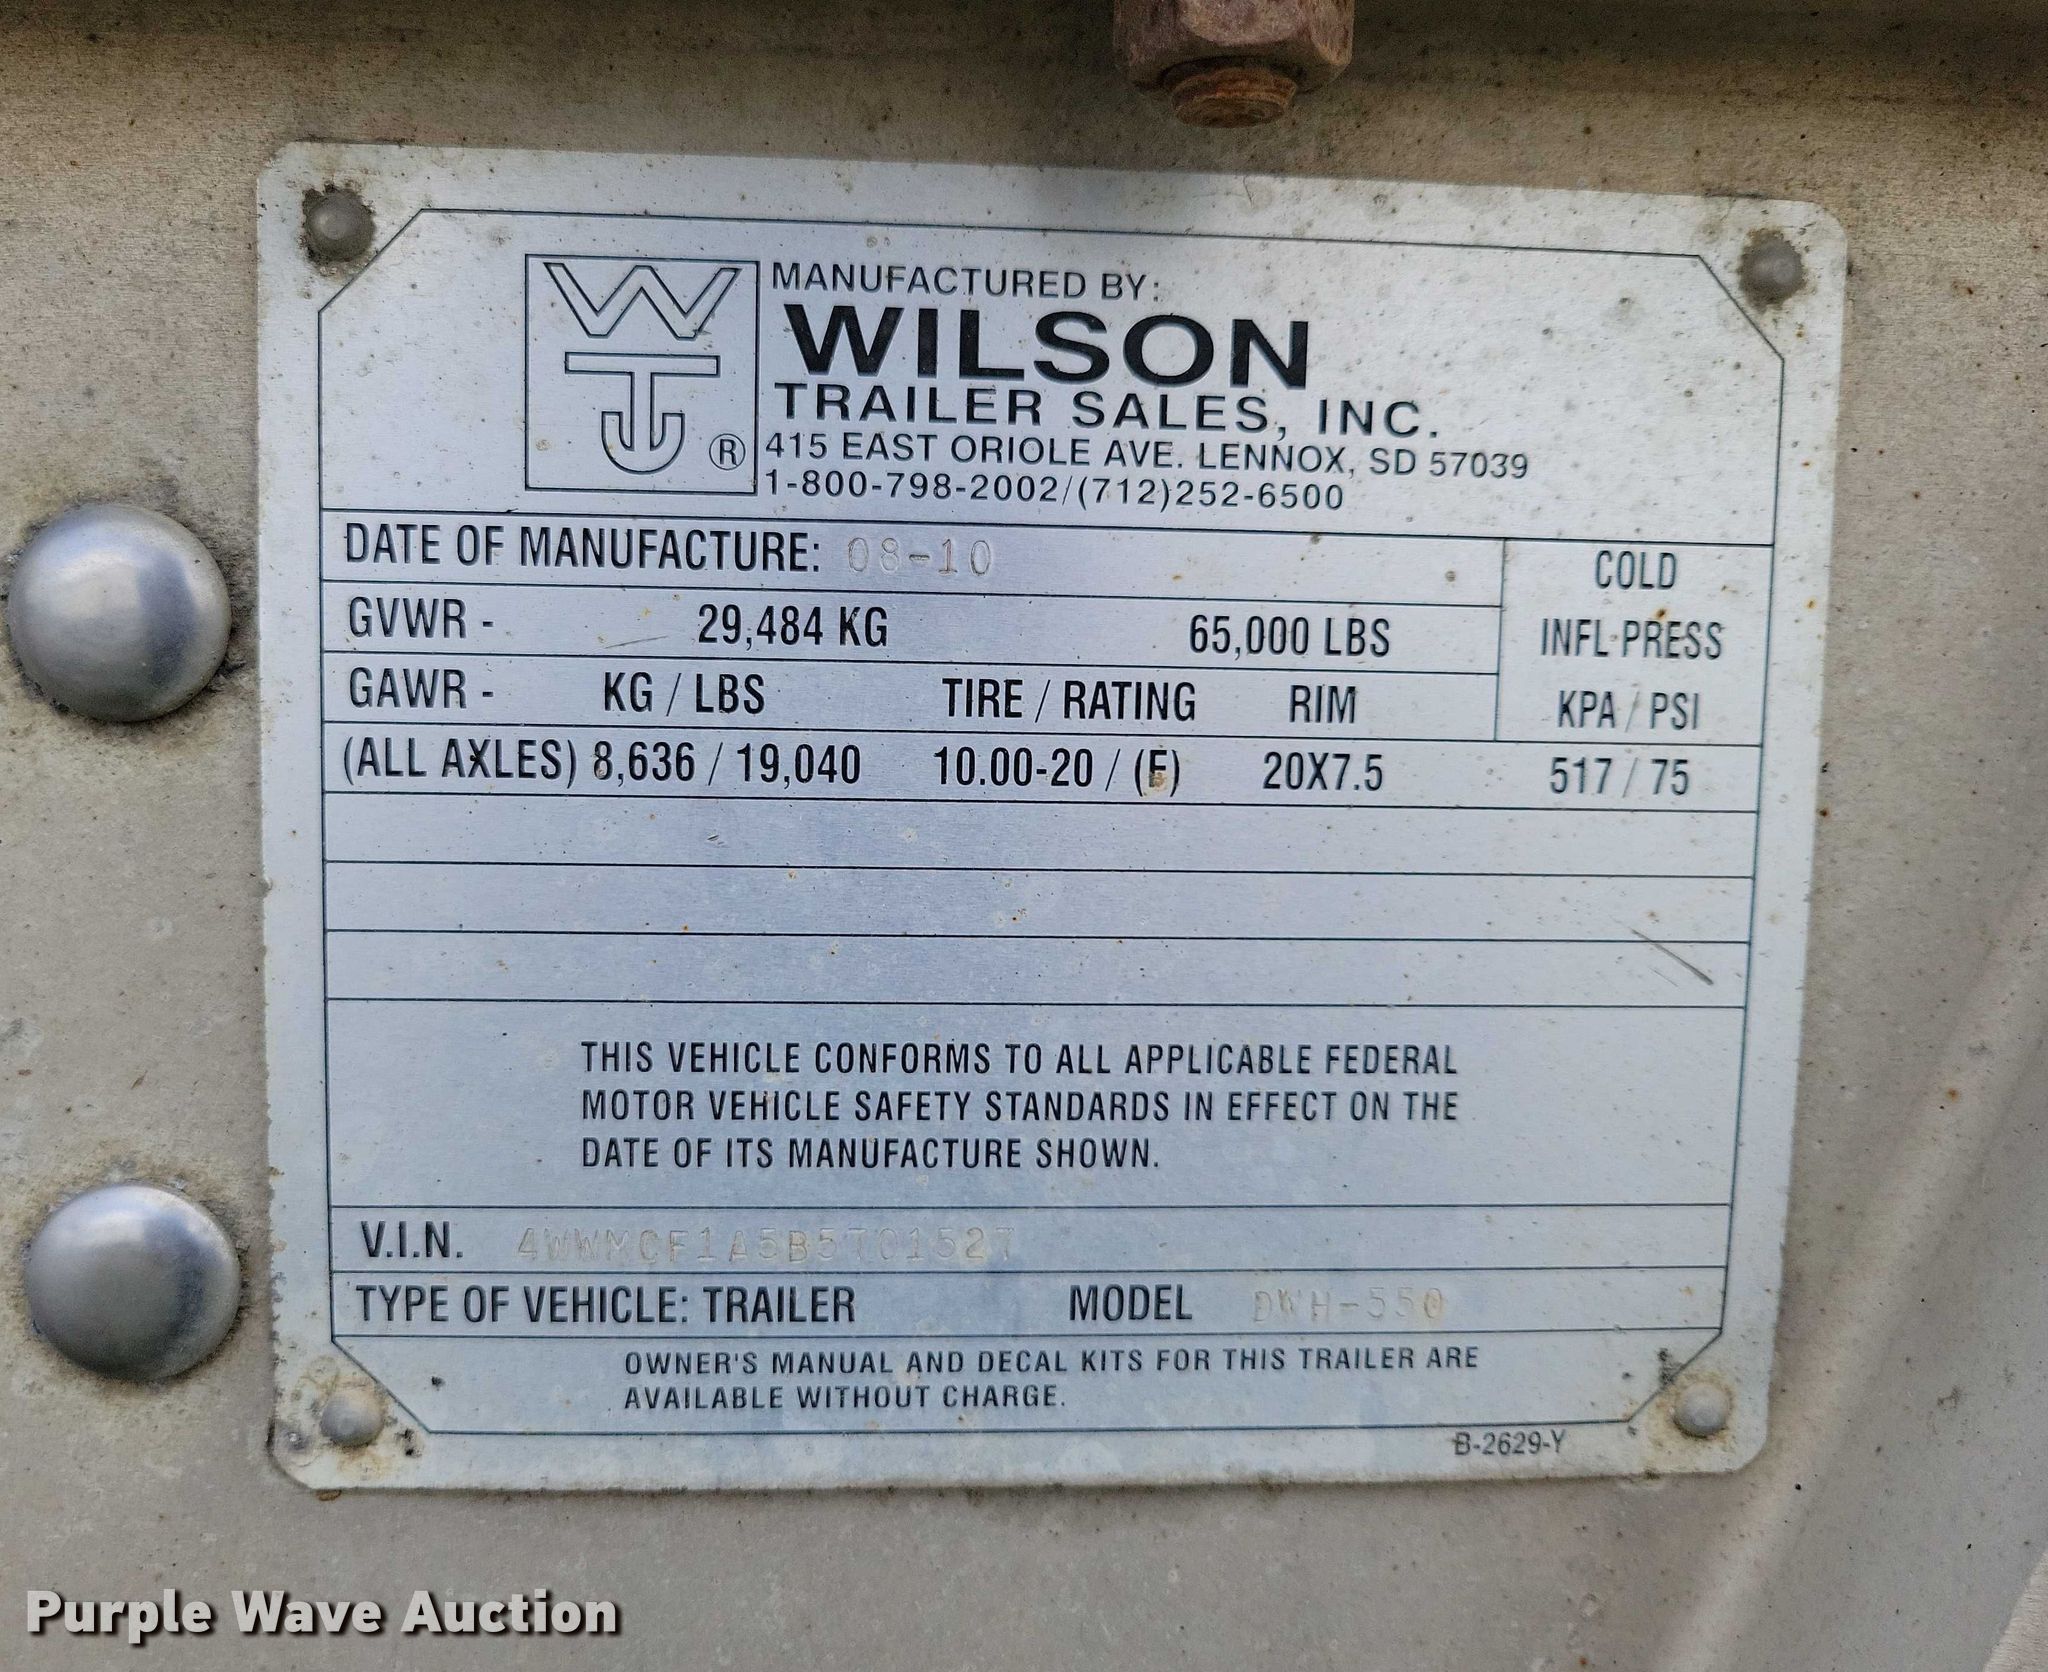 WTJ ®
MANUFACTURED BY:
WILSON
TRAILER SALES, INC.
415 EAST ORIOLE AVE. LENNOX, SD 57039
1-800-798-2002/(712)252-6500
DATE OF MANUFACTURE: 08-10
COLD
INFL-PRESS
KPA / PSI
GVWR - 29,484 KG 65,000 LBS
GAWR - KG / LBS TIRE / RATING RIM
(ALL AXLES) 8,636 / 19,040 10.00-20 / (F) 20X7.5 517 / 75
THIS VEHICLE CONFORMS TO ALL APPLICABLE FEDERAL
MOTOR VEHICLE SAFETY STANDARDS IN EFFECT ON THE
DATE OF ITS MANUFACTURE SHOWN.
V.I.N. 4WWMCF1A5B5TC1527
TYPE OF VEHICLE: TRAILER MODEL DWH-550
OWNER'S MANUAL AND DECAL KITS FOR THIS TRAILER ARE
AVAILABLE WITHOUT CHARGE.
B-2629-Y
Purple Wave Auction